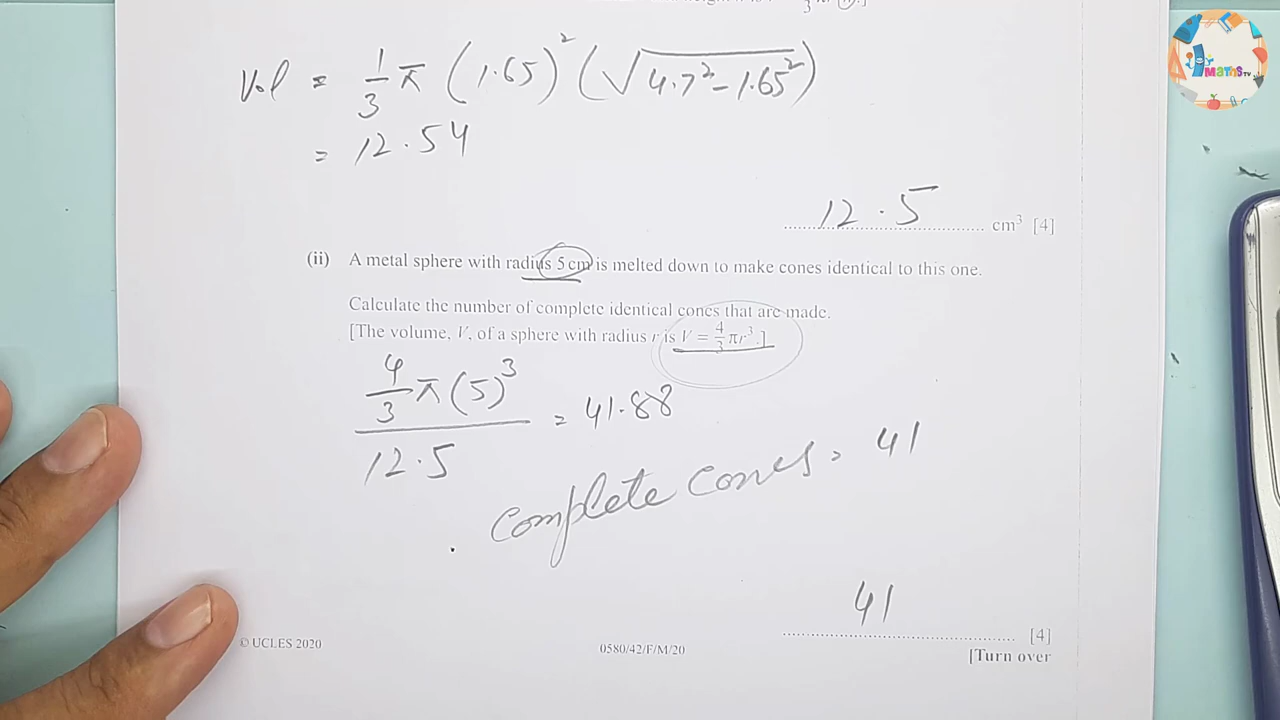 MATHS TV
Vol = 1/3 π (1.65)² (√4.7² - 1.65²)
= 12.54
12.5 cm³ [4]
(ii) A metal sphere with radius 5 cm is melted down to make cones identical to this one.
Calculate the number of complete identical cones that are made.
[The volume, V, of a sphere with radius r is V = 4/3 πr³.]
4/3 π (5)³ / 12.5 = 41.88
complete cones = 41
41 [4]
© UCLES 2020 0580/42/F/M/20 [Turn over